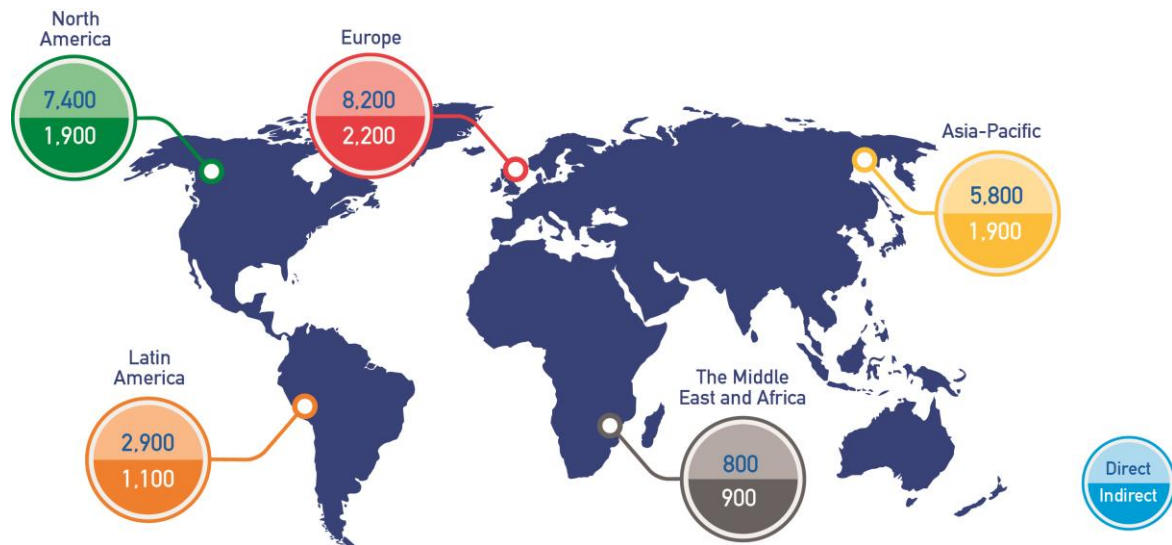 North
America
7,400
1,900
Europe
8,200
2,200
Asia-Pacific
5,800
1,900
Latin
America
2,900
1,100
The Middle
East and Africa
800
900
Direct
Indirect